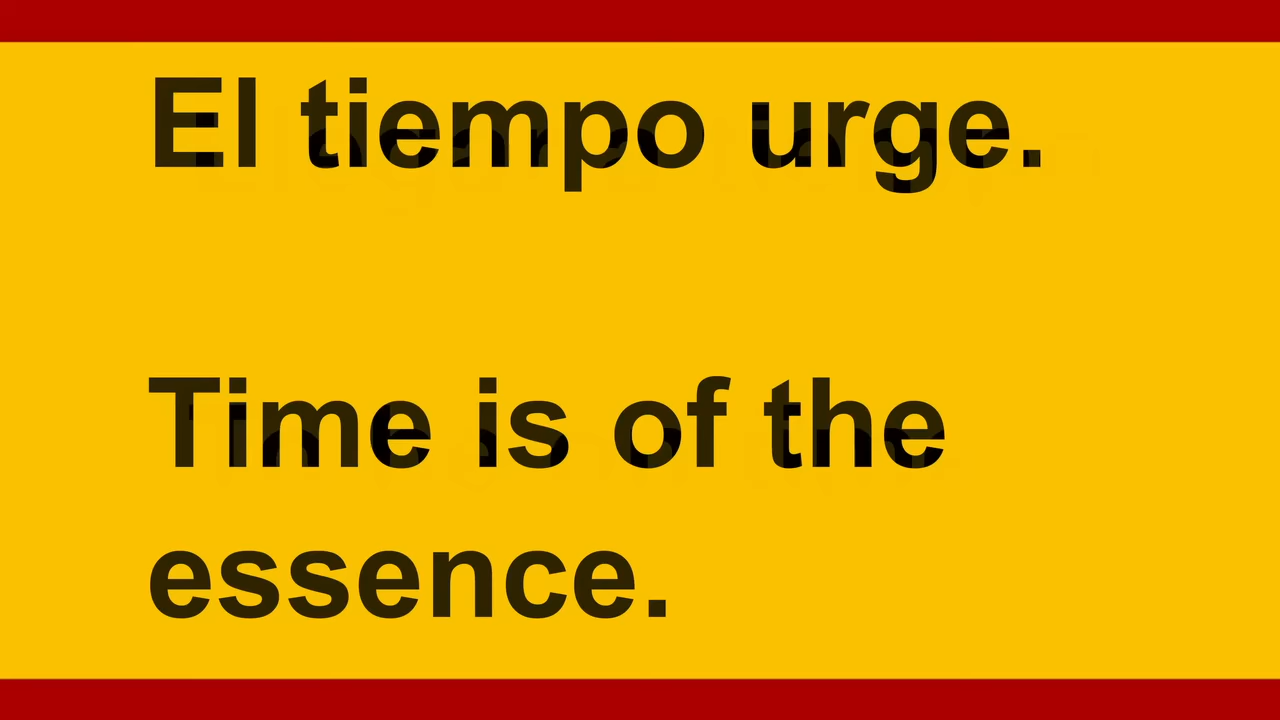 El tiempo urge.
Time is of the
essence.